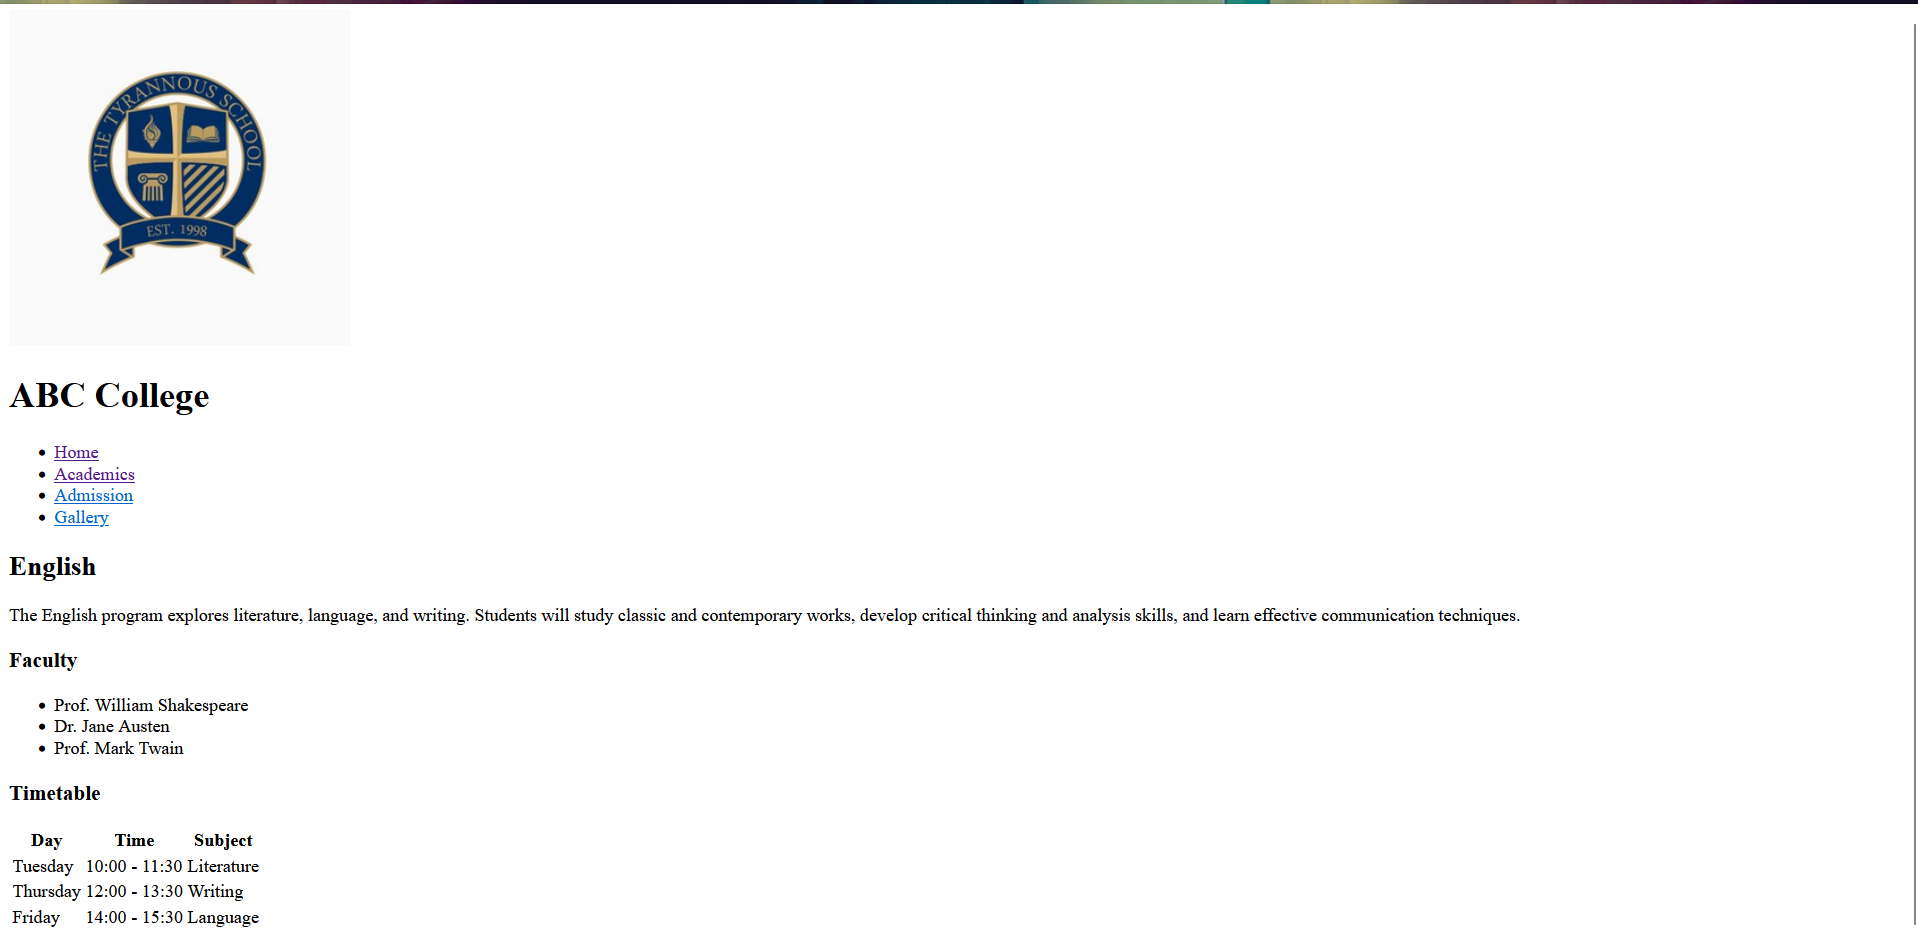 THE TYRANNOUS SCHOOL
EST. 1998
ABC College
Home
Academics
Admission
Gallery
English
The English program explores literature, language, and writing. Students will study classic and contemporary works, develop critical thinking and analysis skills, and learn effective communication techniques.
Faculty
Prof. William Shakespeare
Dr. Jane Austen
Prof. Mark Twain
Timetable
Day Time Subject
Tuesday 10:00 - 11:30 Literature
Thursday 12:00 - 13:30 Writing
Friday 14:00 - 15:30 Language